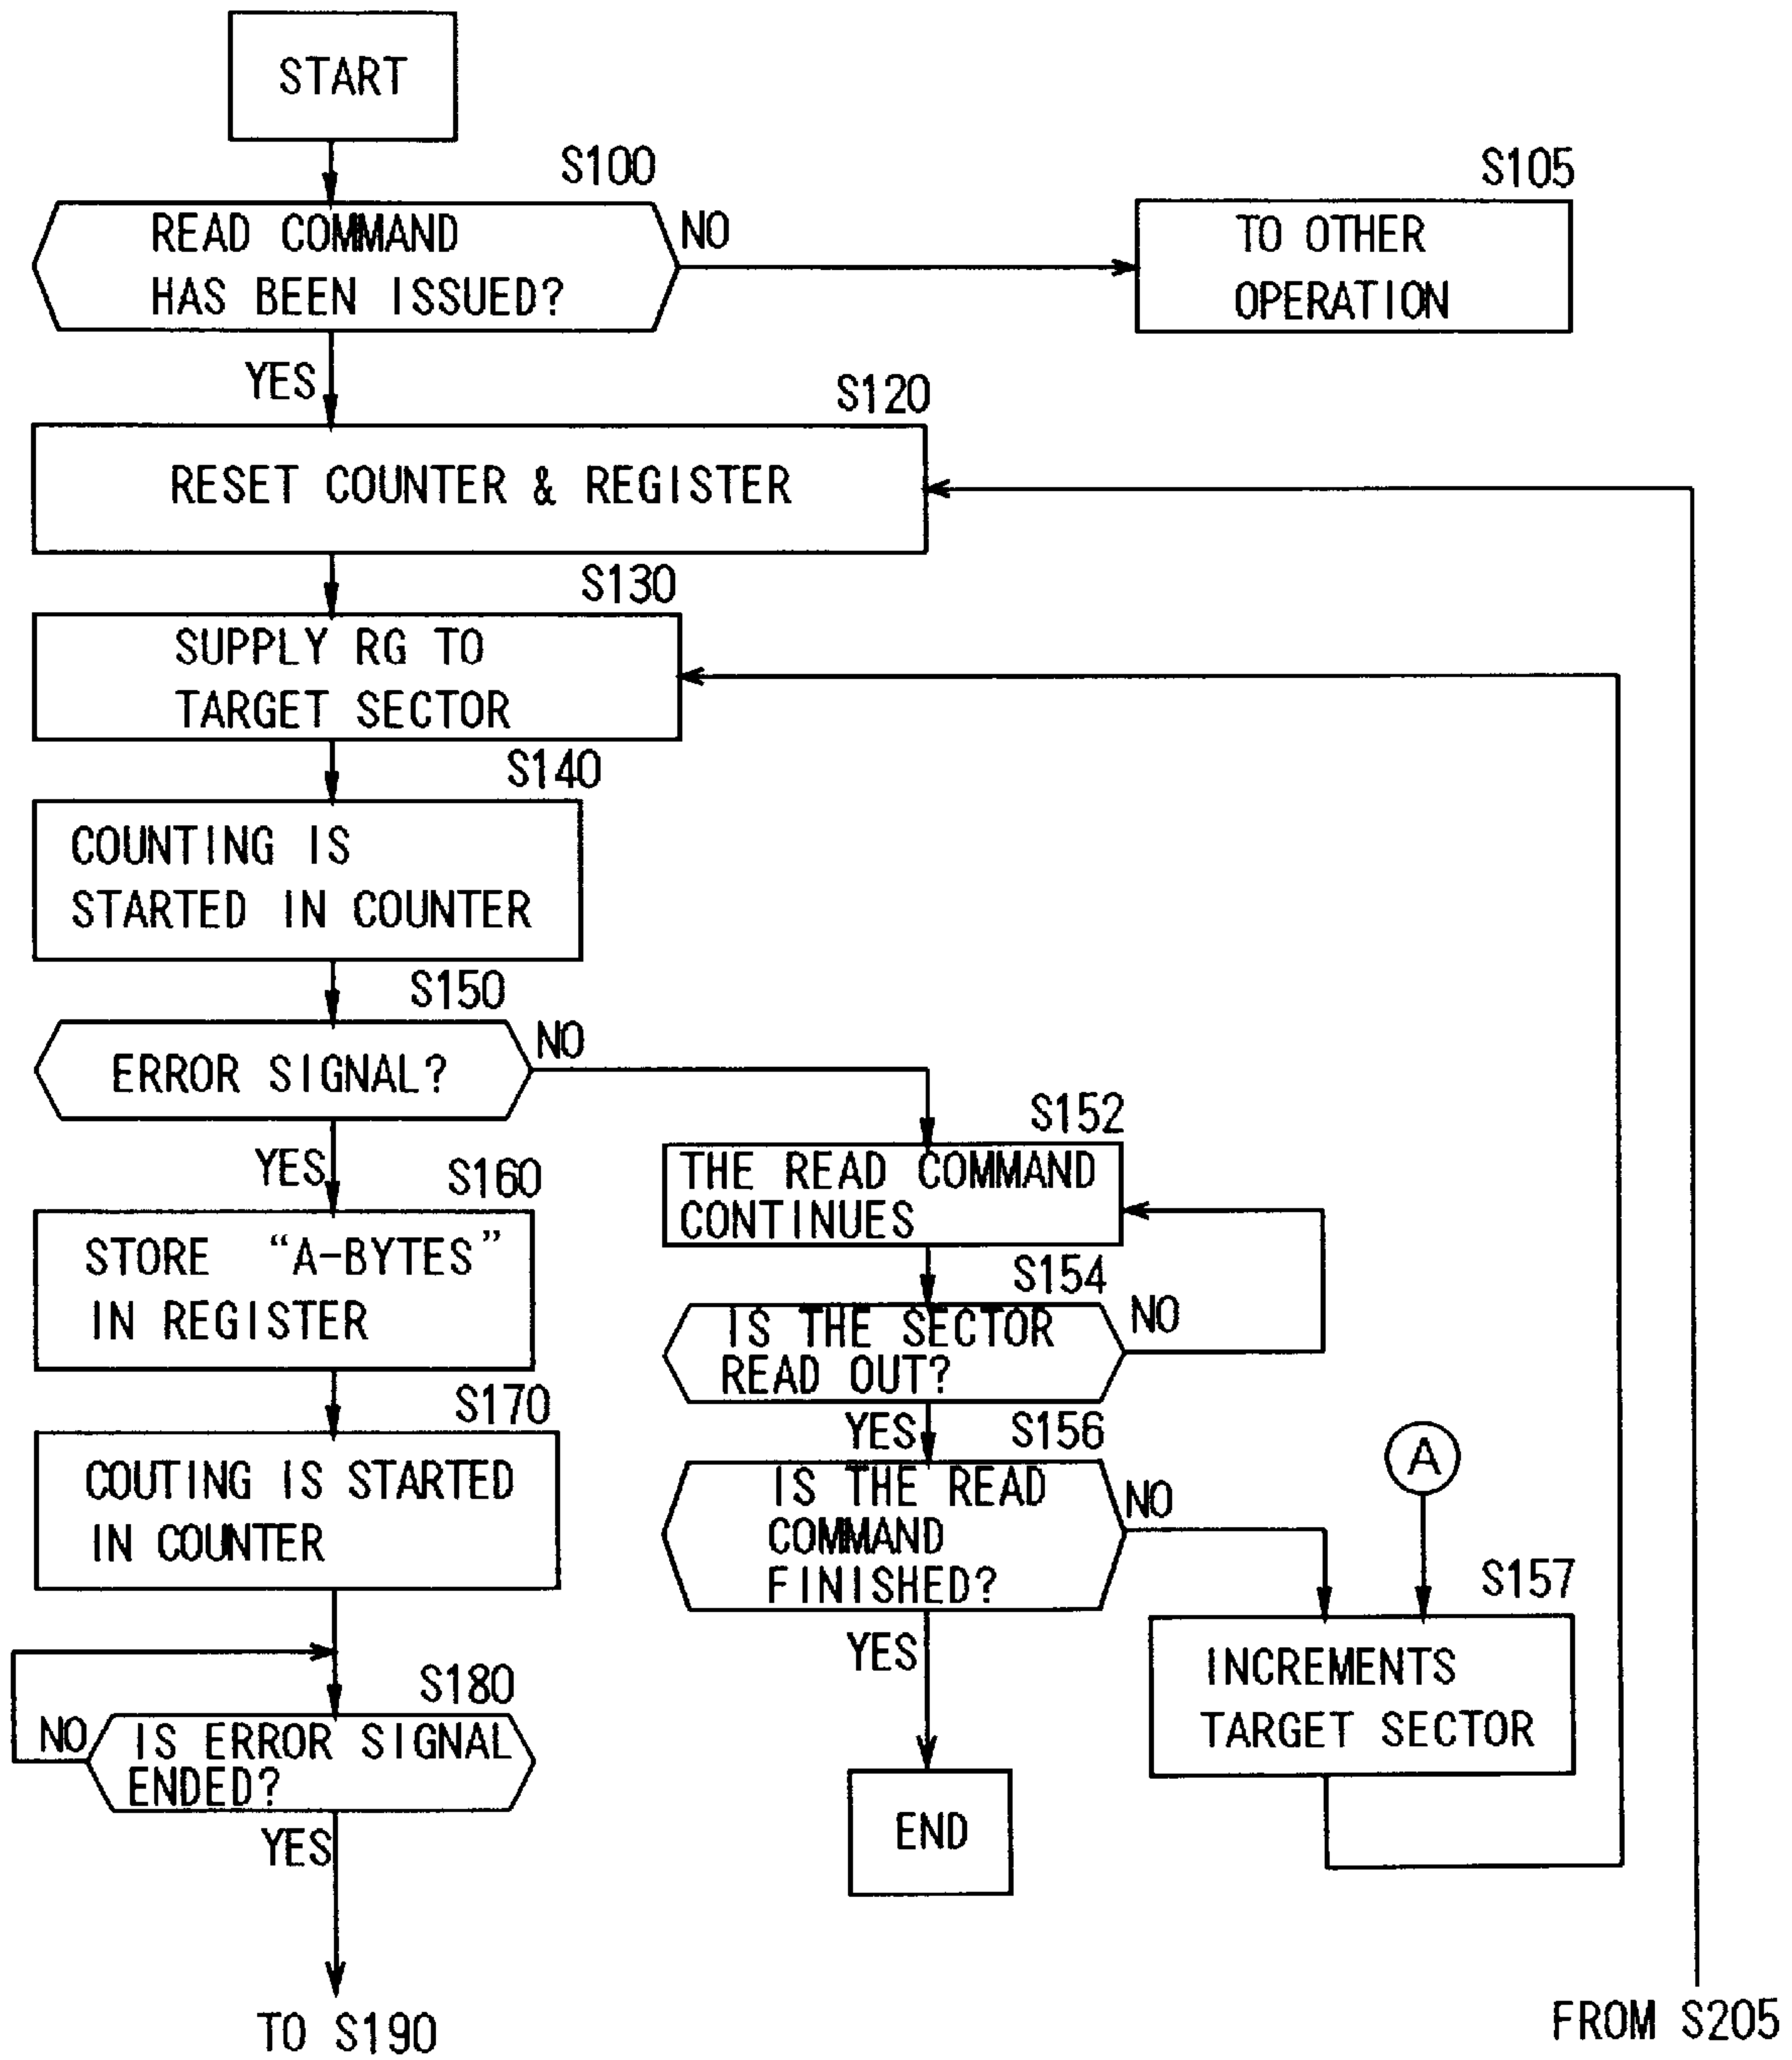 START
S100
READ COMMAND
HAS BEEN ISSUED?
NO
S105
TO OTHER
OPERATION
YES
S120
RESET COUNTER & REGISTER
S130
SUPPLY RG TO
TARGET SECTOR
S140
COUNTING IS
STARTED IN COUNTER
S150
ERROR SIGNAL?
NO
YES
S152
THE READ COMMAND
CONTINUES
S154
IS THE SECTOR
READ OUT?
NO
YES
S156
IS THE READ
COMMAND
FINISHED?
NO
A
S157
INCREMENTS
TARGET SECTOR
YES
END
S160
STORE "A-BYTES"
IN REGISTER
S170
COUTING IS STARTED
IN COUNTER
S180
NO
IS ERROR SIGNAL
ENDED?
YES
TO S190
FROM S205